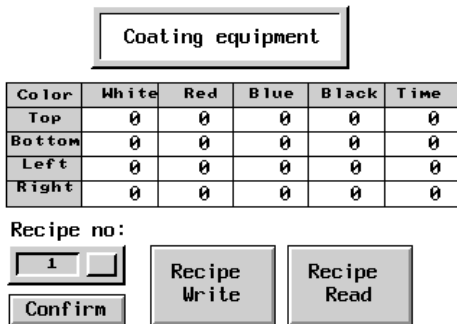 Coating equipment
Color White Red Blue Black Time
Top 0 0 0 0 0
Bottom 0 0 0 0 0
Left 0 0 0 0 0
Right 0 0 0 0 0
Recipe no:
1
Recipe Write
Recipe Read
Confirm